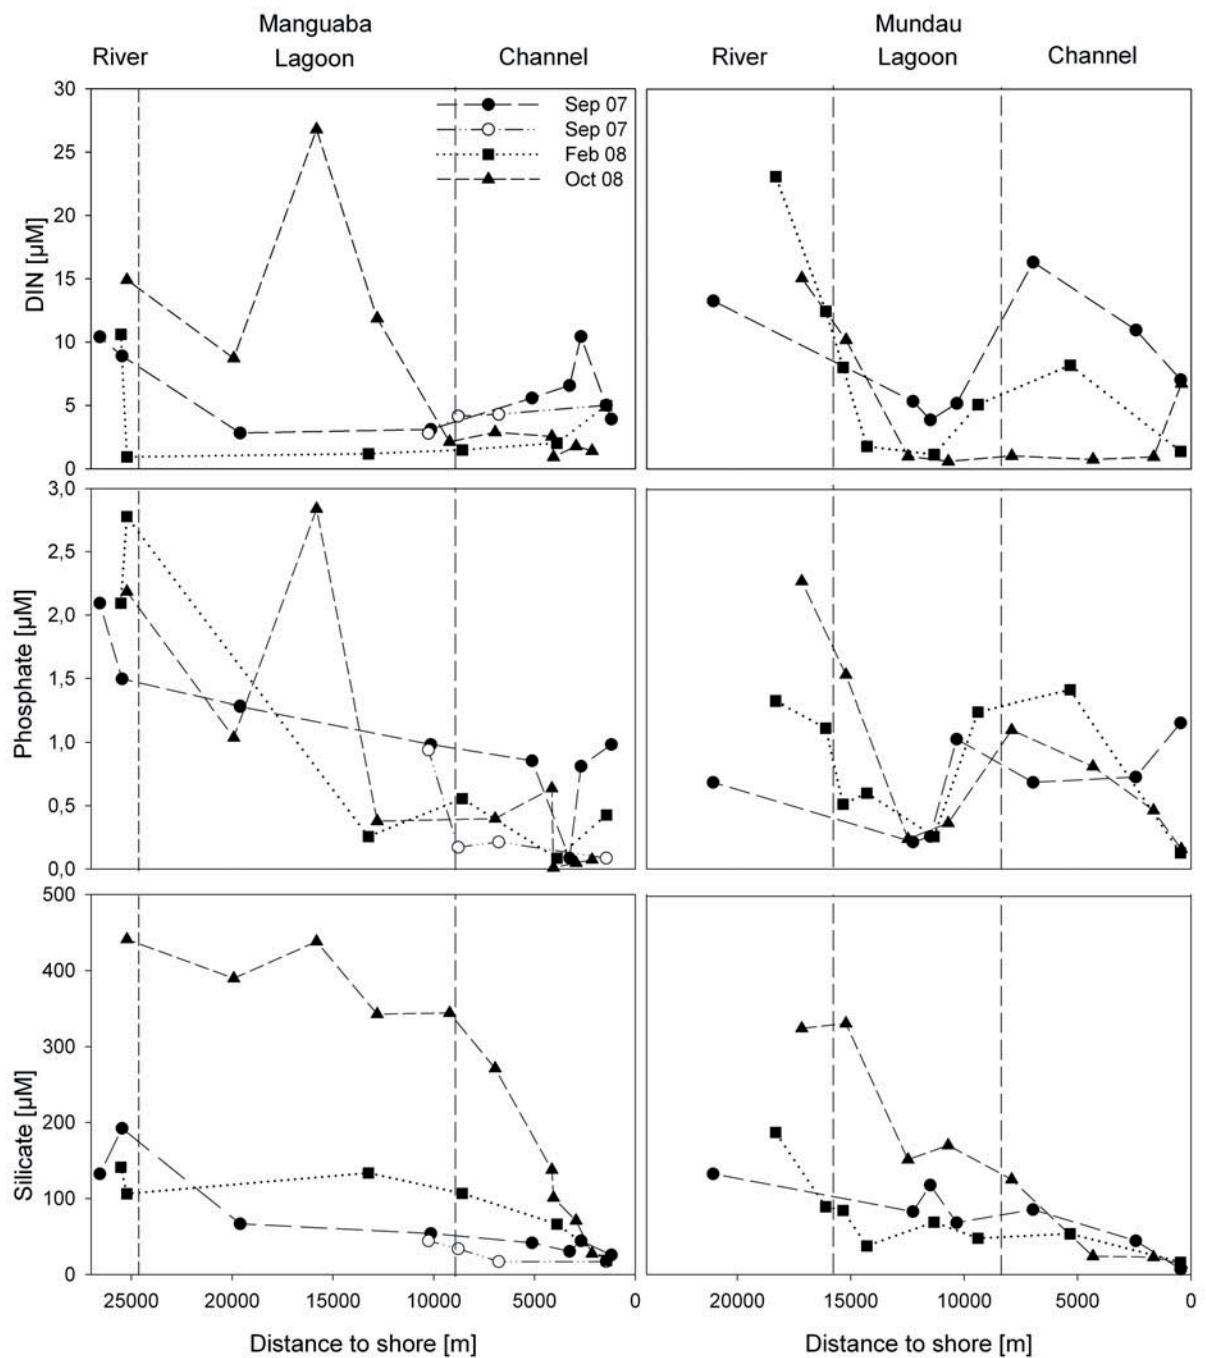 Manguaba
Mundau
River Lagoon Channel
River Lagoon Channel
30
25
20
15
10
5
0
DIN [µM]
Sep 07
Sep 07
Feb 08
Oct 08
3,0
2,5
2,0
1,5
1,0
0,5
0,0
Phosphate [µM]
500
400
300
200
100
0
Silicate [µM]
25000 20000 15000 10000 5000 0
20000 15000 10000 5000 0
Distance to shore [m]
Distance to shore [m]